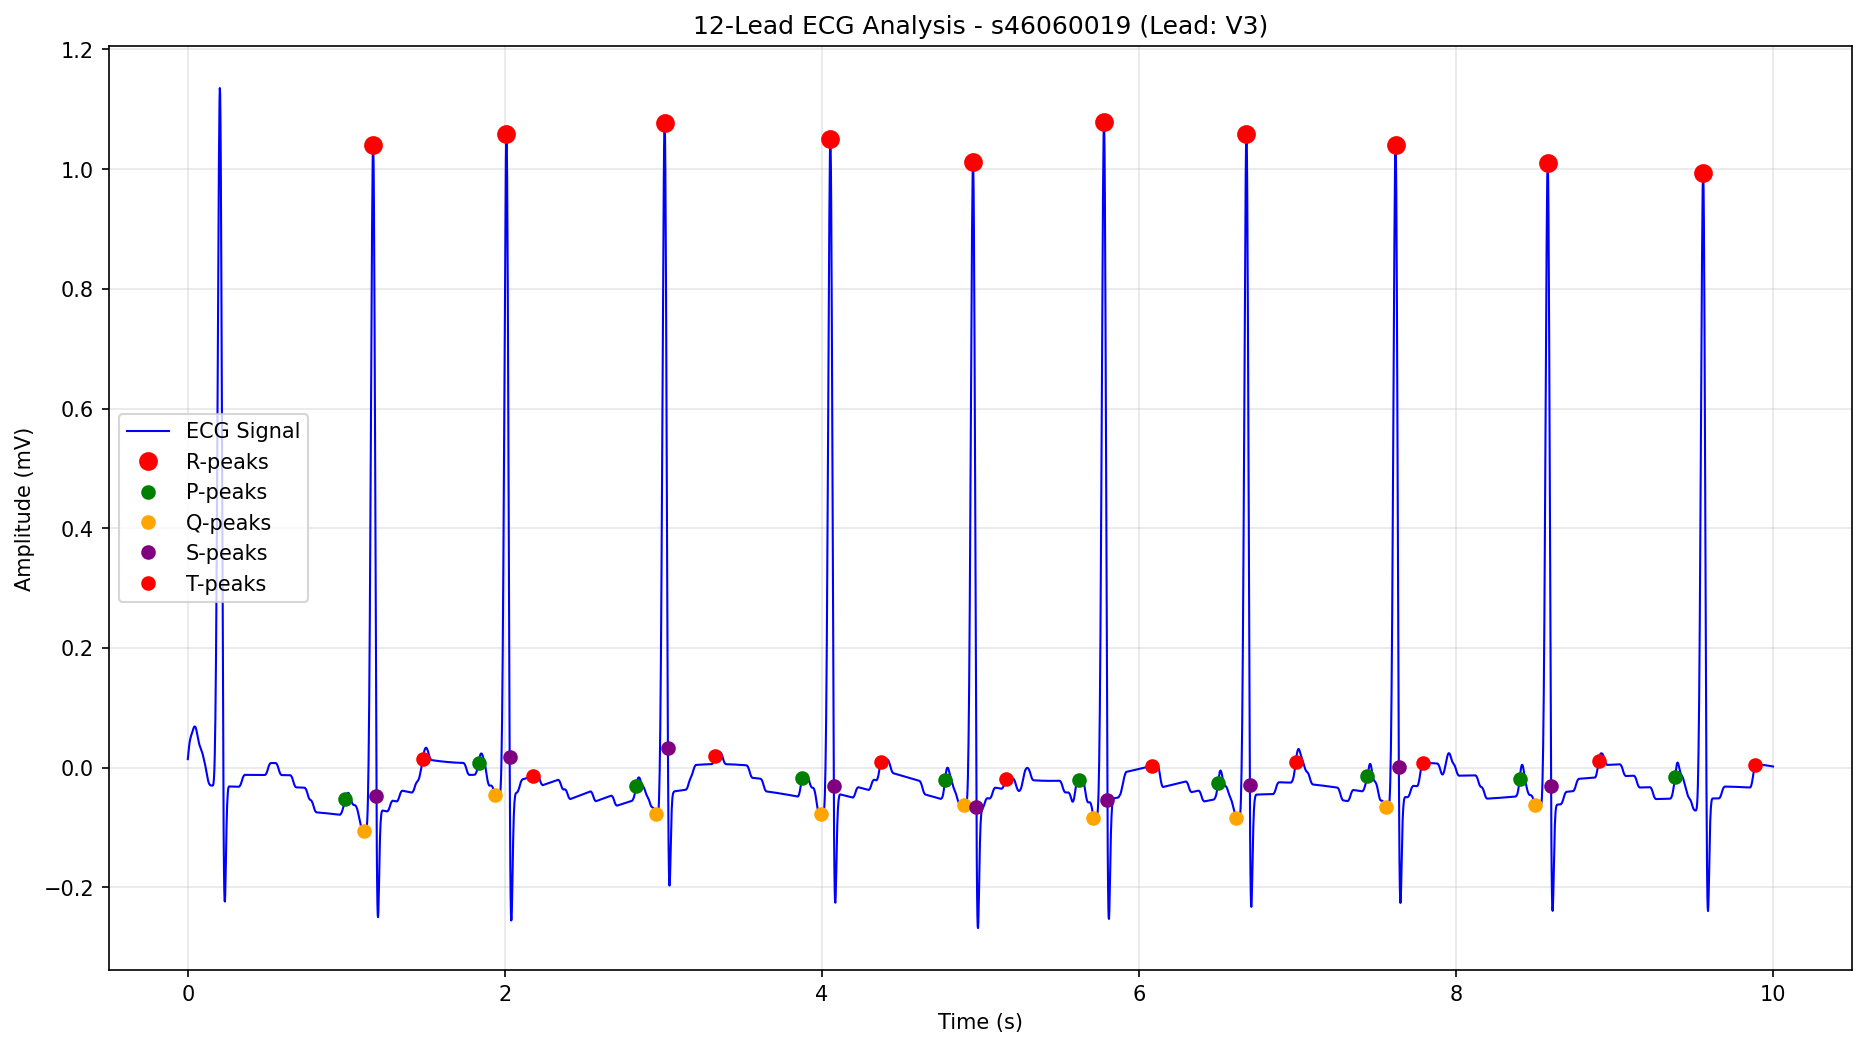 12-Lead ECG Analysis - s46060019 (Lead: V3)
Amplitude (mV)
1.2
1.0
0.8
0.6
0.4
0.2
0.0
−0.2
ECG Signal
R-peaks
P-peaks
Q-peaks
S-peaks
T-peaks
0 2 4 6 8 10
Time (s)